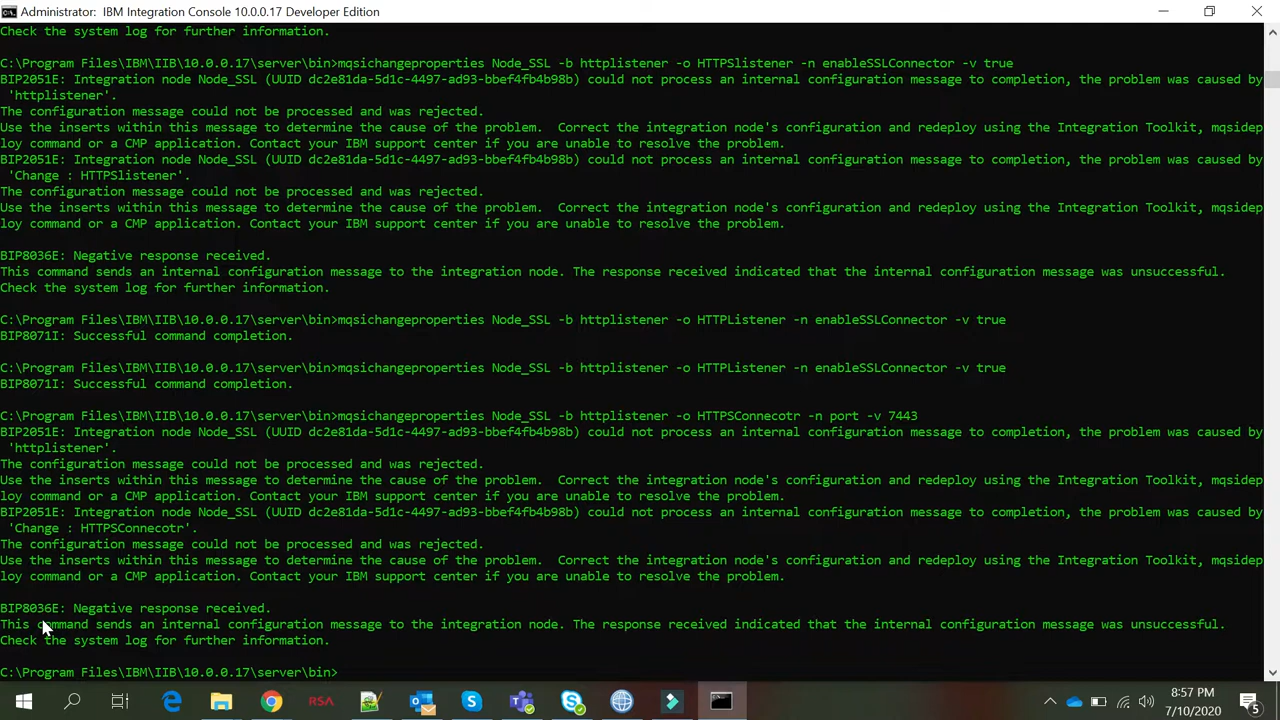 Administrator: IBM Integration Console 10.0.0.17 Developer Edition
Check the system log for further information.
C:\Program Files\IBM\IIB\10.0.0.17\server\bin>mqsichangeproperties Node_SSL -b httplistener -o HTTPSlistener -n enableSSLConnector -v true
BIP2051E: Integration node Node_SSL (UUID dc2e81da-5d1c-4497-ad93-bbef4fb4b98b) could not process an internal configuration message to completion, the problem was caused by
'httplistener'.
The configuration message could not be processed and was rejected.
Use the inserts within this message to determine the cause of the problem.  Correct the integration node's configuration and redeploy using the Integration Toolkit, mqsidep
loy command or a CMP application. Contact your IBM support center if you are unable to resolve the problem.
BIP2051E: Integration node Node_SSL (UUID dc2e81da-5d1c-4497-ad93-bbef4fb4b98b) could not process an internal configuration message to completion, the problem was caused by
'Change : HTTPSlistener'.
The configuration message could not be processed and was rejected.
Use the inserts within this message to determine the cause of the problem.  Correct the integration node's configuration and redeploy using the Integration Toolkit, mqsidep
loy command or a CMP application. Contact your IBM support center if you are unable to resolve the problem.
BIP8036E: Negative response received.
This command sends an internal configuration message to the integration node. The response received indicated that the internal configuration message was unsuccessful.
Check the system log for further information.
C:\Program Files\IBM\IIB\10.0.0.17\server\bin>mqsichangeproperties Node_SSL -b httplistener -o HTTPListener -n enableSSLConnector -v true
BIP8071I: Successful command completion.
C:\Program Files\IBM\IIB\10.0.0.17\server\bin>mqsichangeproperties Node_SSL -b httplistener -o HTTPListener -n enableSSLConnector -v true
BIP8071I: Successful command completion.
C:\Program Files\IBM\IIB\10.0.0.17\server\bin>mqsichangeproperties Node_SSL -b httplistener -o HTTPSConnecotr -n port -v 7443
BIP2051E: Integration node Node_SSL (UUID dc2e81da-5d1c-4497-ad93-bbef4fb4b98b) could not process an internal configuration message to completion, the problem was caused by
'httplistener'.
The configuration message could not be processed and was rejected.
Use the inserts within this message to determine the cause of the problem.  Correct the integration node's configuration and redeploy using the Integration Toolkit, mqsidep
loy command or a CMP application. Contact your IBM support center if you are unable to resolve the problem.
BIP2051E: Integration node Node_SSL (UUID dc2e81da-5d1c-4497-ad93-bbef4fb4b98b) could not process an internal configuration message to completion, the problem was caused by
'Change : HTTPSConnecotr'.
The configuration message could not be processed and was rejected.
Use the inserts within this message to determine the cause of the problem.  Correct the integration node's configuration and redeploy using the Integration Toolkit, mqsidep
loy command or a CMP application. Contact your IBM support center if you are unable to resolve the problem.
BIP8036E: Negative response received.
This command sends an internal configuration message to the integration node. The response received indicated that the internal configuration message was unsuccessful.
Check the system log for further information.
C:\Program Files\IBM\IIB\10.0.0.17\server\bin>
RSA
8:57 PM
7/10/2020
5